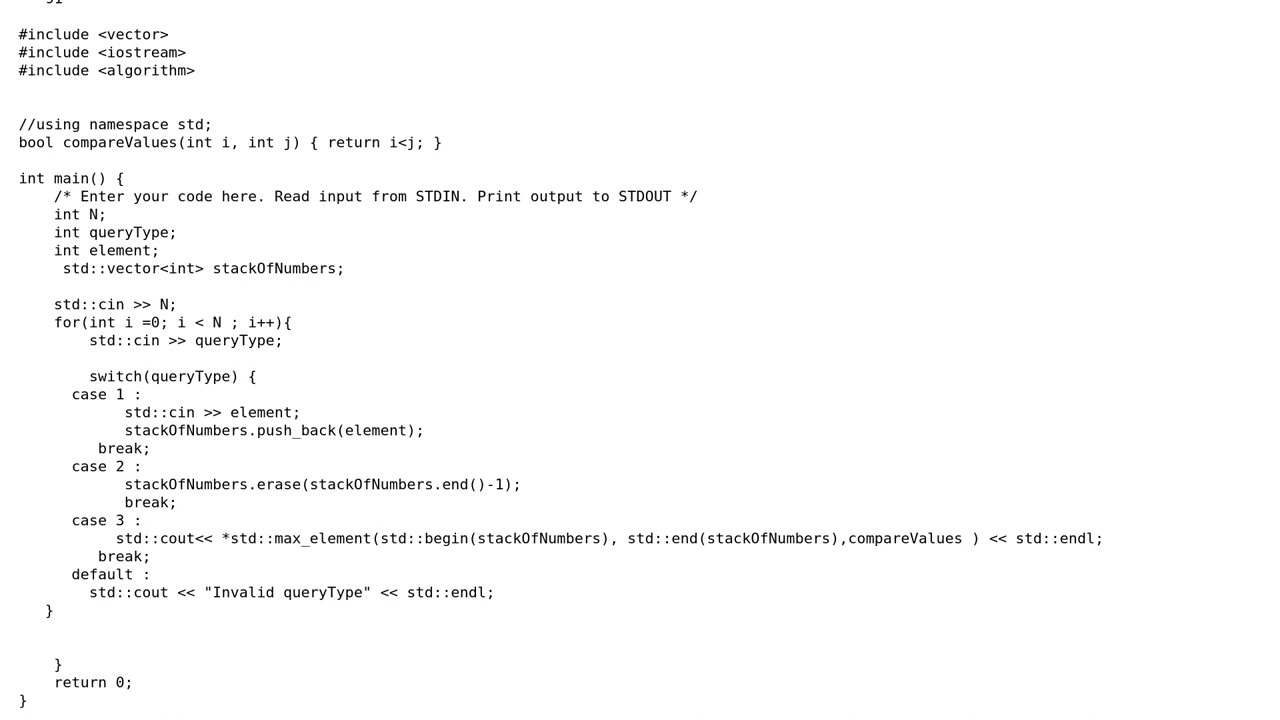 91
#include <vector>
#include <iostream>
#include <algorithm>
//using namespace std;
bool compareValues(int i, int j) { return i<j; }
int main() {
/* Enter your code here. Read input from STDIN. Print output to STDOUT */
int N;
int queryType;
int element;
std::vector<int> stackOfNumbers;
std::cin >> N;
for(int i =0; i < N ; i++){
std::cin >> queryType;
switch(queryType) {
case 1 :
std::cin >> element;
stackOfNumbers.push_back(element);
break;
case 2 :
stackOfNumbers.erase(stackOfNumbers.end()-1);
break;
case 3 :
std::cout<< *std::max_element(std::begin(stackOfNumbers), std::end(stackOfNumbers),compareValues ) << std::endl;
break;
default :
std::cout << "Invalid queryType" << std::endl;
}
}
return 0;
}